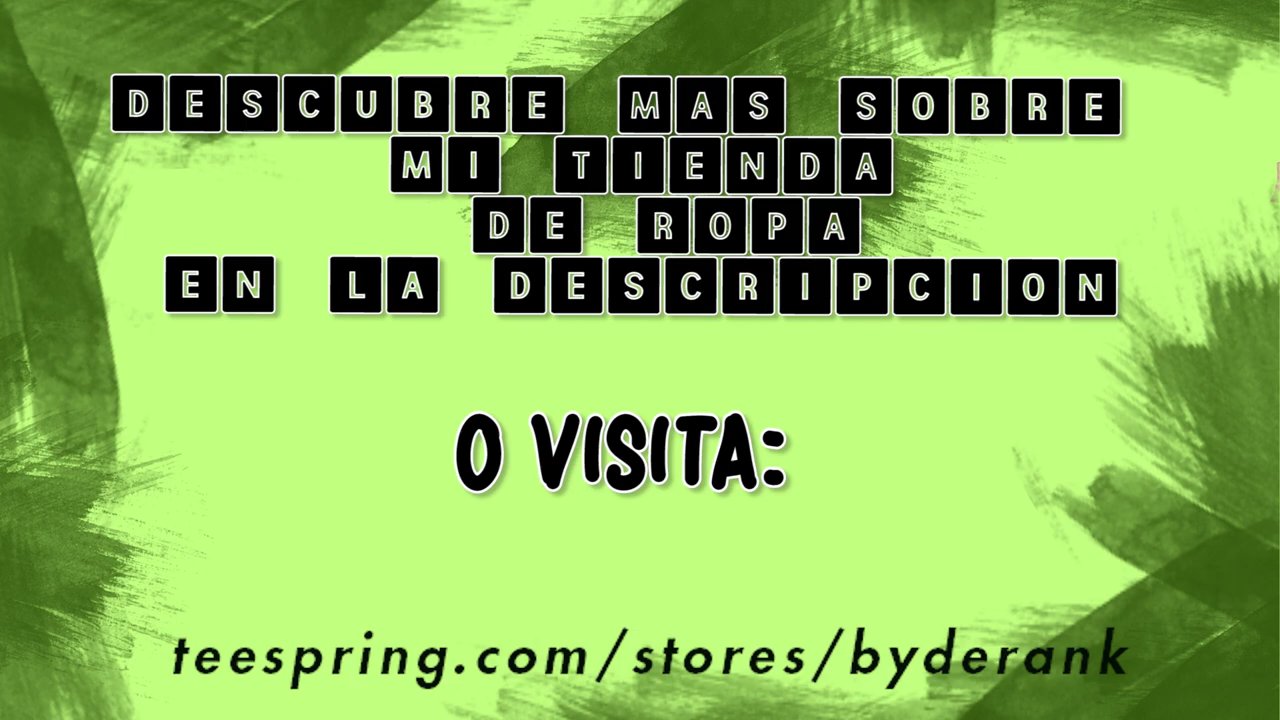 DESCUBRE MAS SOBRE
MI TIENDA
DE ROPA
EN LA DESCRIPCION
O VISITA:
teespring.com/stores/byderank